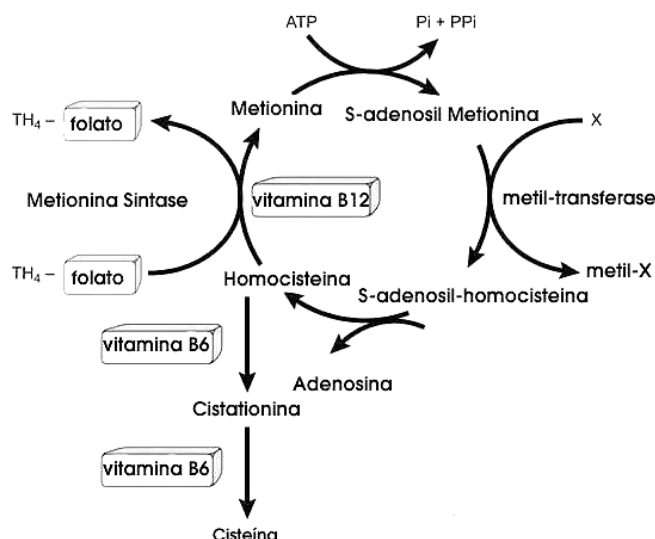 ATP
Pi + PPi
Metionina
S-adenosil Metionina
TH₄ – folato
X
Metionina Sintase
vitamina B12
metil-transferase
TH₄ – folato
Homocisteina
metil-X
S-adenosil-homocisteina
vitamina B6
Adenosina
Cistationina
vitamina B6
Cisteína